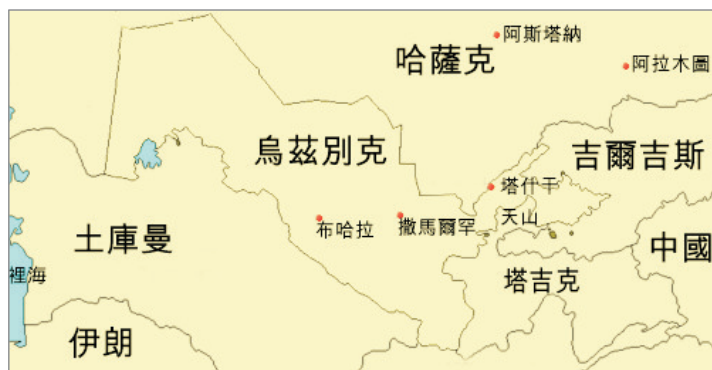 阿斯塔納
哈薩克
阿拉木圖
烏茲別克
吉爾吉斯
塔什干
布哈拉
撒馬爾罕
天山
土庫曼
中國
裡海
塔吉克
伊朗